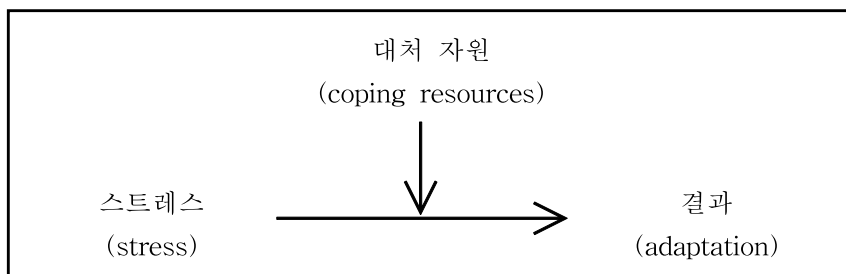 대처 자원
(coping resources)
스트레스
(stress)
결과
(adaptation)